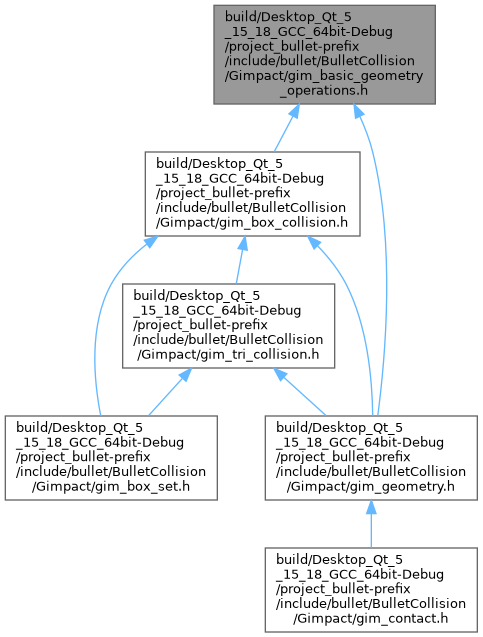 build/Desktop_Qt_5
_15_18_GCC_64bit-Debug
/project_bullet-prefix
/include/bullet/BulletCollision
/Gimpact/gim_basic_geometry
_operations.h
build/Desktop_Qt_5
_15_18_GCC_64bit-Debug
/project_bullet-prefix
/include/bullet/BulletCollision
/Gimpact/gim_box_collision.h
build/Desktop_Qt_5
_15_18_GCC_64bit-Debug
/project_bullet-prefix
/include/bullet/BulletCollision
/Gimpact/gim_tri_collision.h
build/Desktop_Qt_5
_15_18_GCC_64bit-Debug
/project_bullet-prefix
/include/bullet/BulletCollision
/Gimpact/gim_box_set.h
build/Desktop_Qt_5
_15_18_GCC_64bit-Debug
/project_bullet-prefix
/include/bullet/BulletCollision
/Gimpact/gim_geometry.h
build/Desktop_Qt_5
_15_18_GCC_64bit-Debug
/project_bullet-prefix
/include/bullet/BulletCollision
/Gimpact/gim_contact.h